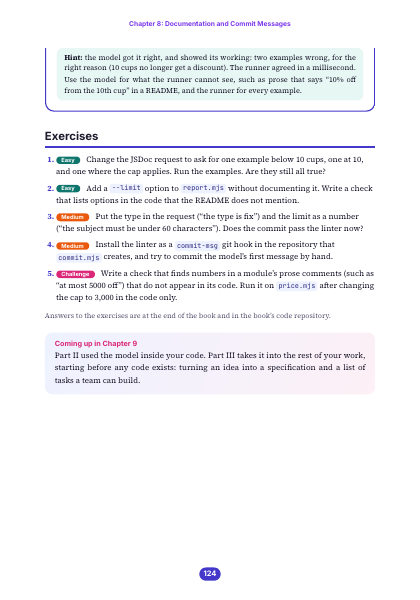 Chapter 8: Documentation and Commit Messages
Hint: the model got it right, and showed its working: two examples wrong, for the
right reason (10 cups no longer get a discount). The runner agreed in a millisecond.
Use the model for what the runner cannot see, such as prose that says “10% off
from the 10th cup” in a README, and the runner for every example.
Exercises
1. Easy Change the JSDoc request to ask for one example below 10 cups, one at 10,
and one where the cap applies. Run the examples. Are they still all true?
2. Easy Add a --limit option to report.mjs without documenting it. Write a check
that lists options in the code that the README does not mention.
3. Medium Put the type in the request (“the type is fix”) and the limit as a number
(“the subject must be under 60 characters”). Does the commit pass the linter now?
4. Medium Install the linter as a commit-msg git hook in the repository that
commit.mjs creates, and try to commit the model’s first message by hand.
5. Challenge Write a check that finds numbers in a module’s prose comments (such as
“at most 5000 off”) that do not appear in its code. Run it on price.mjs after changing
the cap to 3,000 in the code only.
Answers to the exercises are at the end of the book and in the book’s code repository.
Coming up in Chapter 9
Part II used the model inside your code. Part III takes it into the rest of your work,
starting before any code exists: turning an idea into a specification and a list of
tasks a team can build.
124